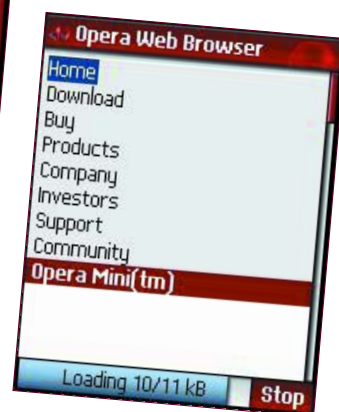 Opera Web Browser
Home
Download
Buy
Products
Company
Investors
Support
Community
Opera Mini(tm)
Loading 10/11 kB
Stop